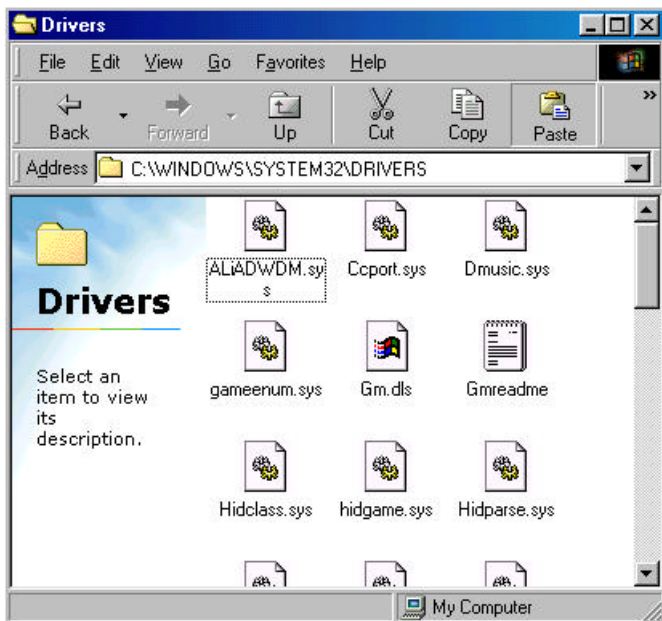 Drivers
File Edit View Go Favorites Help
Back Forward Up Cut Copy Paste »
Address C:\WINDOWS\SYSTEM32\DRIVERS
Drivers
Select an
item to view
its
description.
ALiADWDM.sy
s
Ccport.sys
Dmusic.sys
gameenum.sys
Gm.dls
Gmreadme
Hidclass.sys
hidgame.sys
Hidparse.sys
My Computer